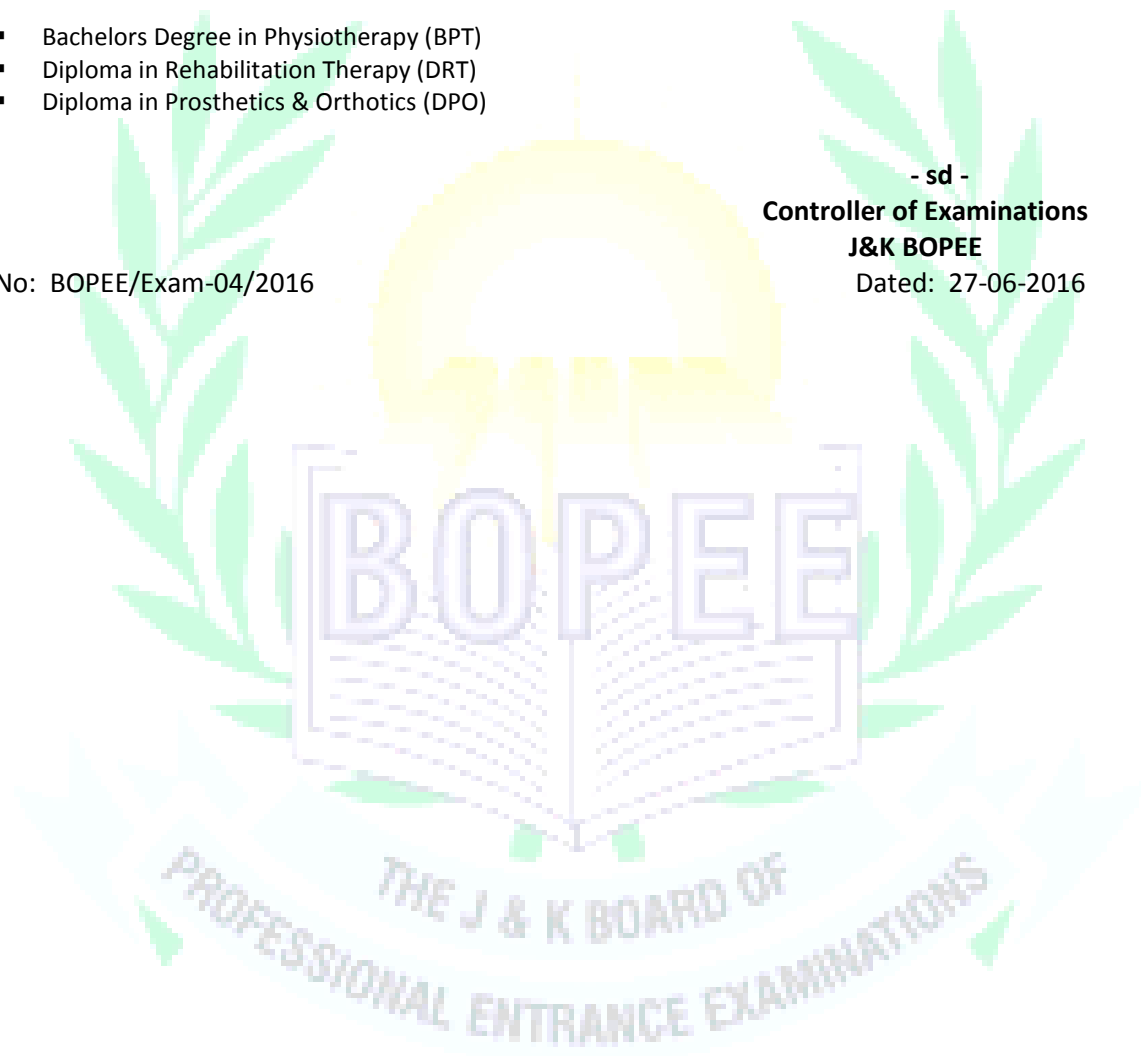 ▪ Bachelors Degree in Physiotherapy (BPT)
▪ Diploma in Rehabilitation Therapy (DRT)
▪ Diploma in Prosthetics & Orthotics (DPO)
- sd -
Controller of Examinations
J&K BOPEE
No: BOPEE/Exam-04/2016 Dated: 27-06-2016
BOPEE
THE J & K BOARD OF
PROFESSIONAL ENTRANCE EXAMINATIONS